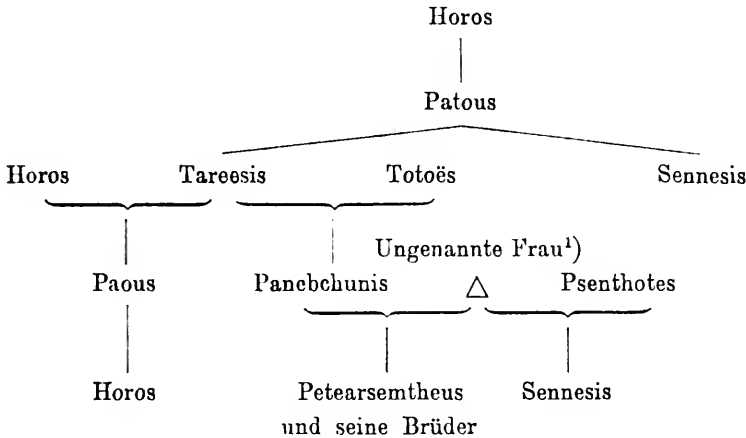 Horos
Patous
Horos Tareesis Totoës Sennesis
Ungenannte Frau¹)
Paous Panebchunis △ Psenthotes
Horos Petearsemtheus Sennesis
und seine Brüder